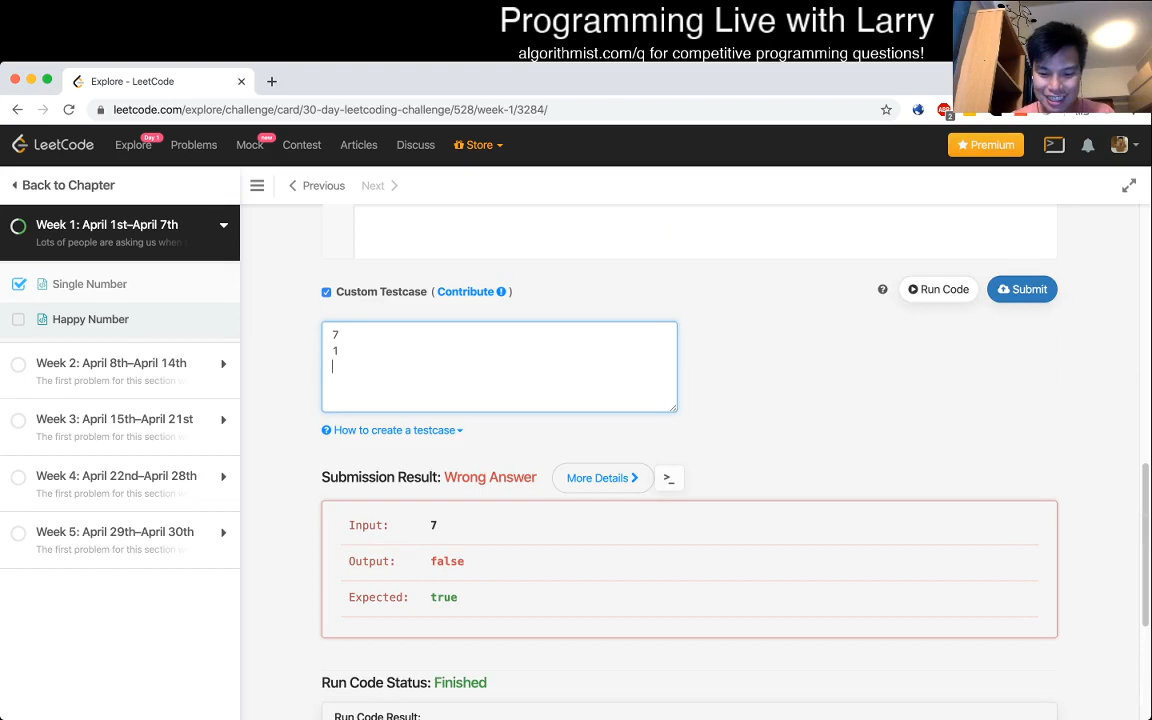 Programming Live with Larry
algorithmist.com/q for competitive programming questions!
Explore - LeetCode
leetcode.com/explore/challenge/card/30-day-leetcoding-challenge/528/week-1/3284/
LeetCode
Explore
Day 1
Problems
Mock
new
Contest
Articles
Discuss
Store
Premium
Back to Chapter
Previous
Next
Week 1: April 1st–April 7th
Lots of people are asking us when
Single Number
Happy Number
Week 2: April 8th–April 14th
The first problem for this section
Week 3: April 15th–April 21st
The first problem for this section
Week 4: April 22nd–April 28th
The first problem for this section
Week 5: April 29th–April 30th
The first problem for this section
Custom Testcase ( Contribute )
Run Code
Submit
7
1
How to create a testcase
Submission Result: Wrong Answer
More Details
>_
Input: 7
Output: false
Expected: true
Run Code Status: Finished
Run Code Result: